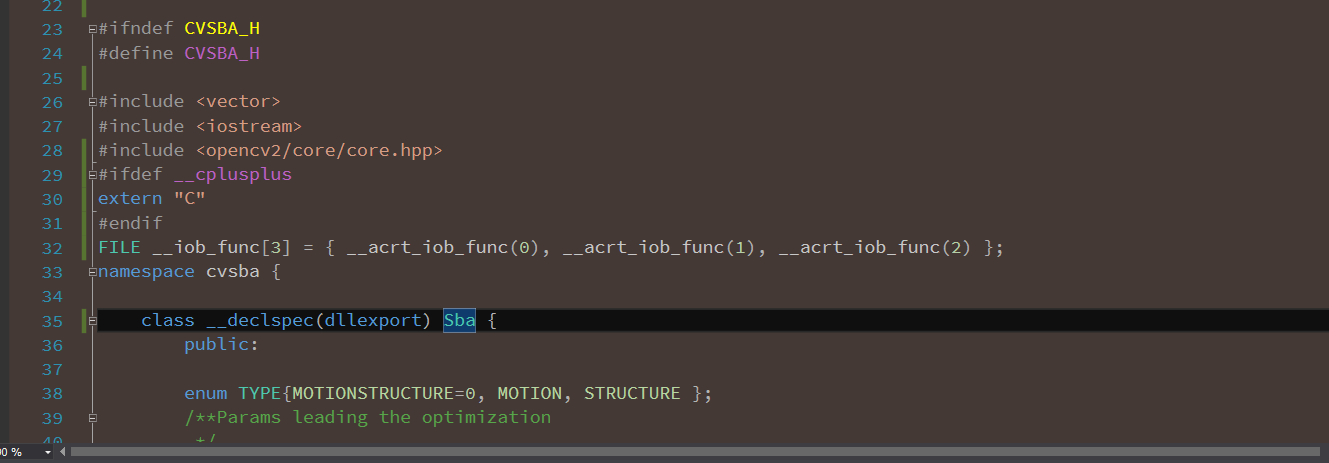 22
23 #ifndef CVSBA_H
24 #define CVSBA_H
25
26 #include <vector>
27 #include <iostream>
28 #include <opencv2/core/core.hpp>
29 #ifdef __cplusplus
30 extern "C"
31 #endif
32 FILE __iob_func[3] = { __acrt_iob_func(0), __acrt_iob_func(1), __acrt_iob_func(2) };
33 namespace cvsba {
34
35 class __declspec(dllexport) Sba {
36 public:
37
38 enum TYPE{MOTIONSTRUCTURE=0, MOTION, STRUCTURE };
39 /**Params leading the optimization
40 */